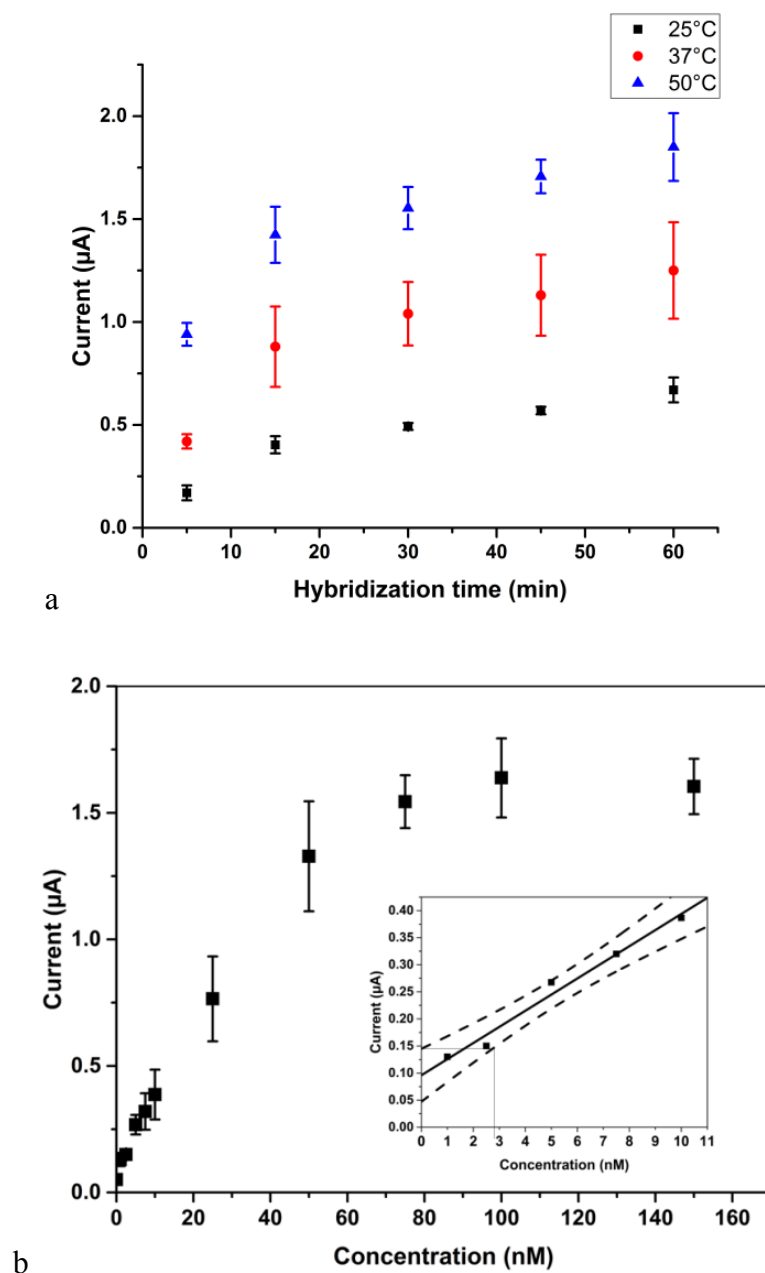 25°C
37°C
50°C
2.0
1.5
1.0
0.5
0.0
Current (µA)
0 10 20 30 40 50 60
Hybridization time (min)
a
2.0
1.5
1.0
0.5
0.0
Current (µA)
0.40
0.35
0.30
0.25
0.20
0.15
0.10
0.05
0.00
Current (µA)
0 1 2 3 4 5 6 7 8 9 10 11
Concentration (nM)
0 20 40 60 80 100 120 140 160
Concentration (nM)
b